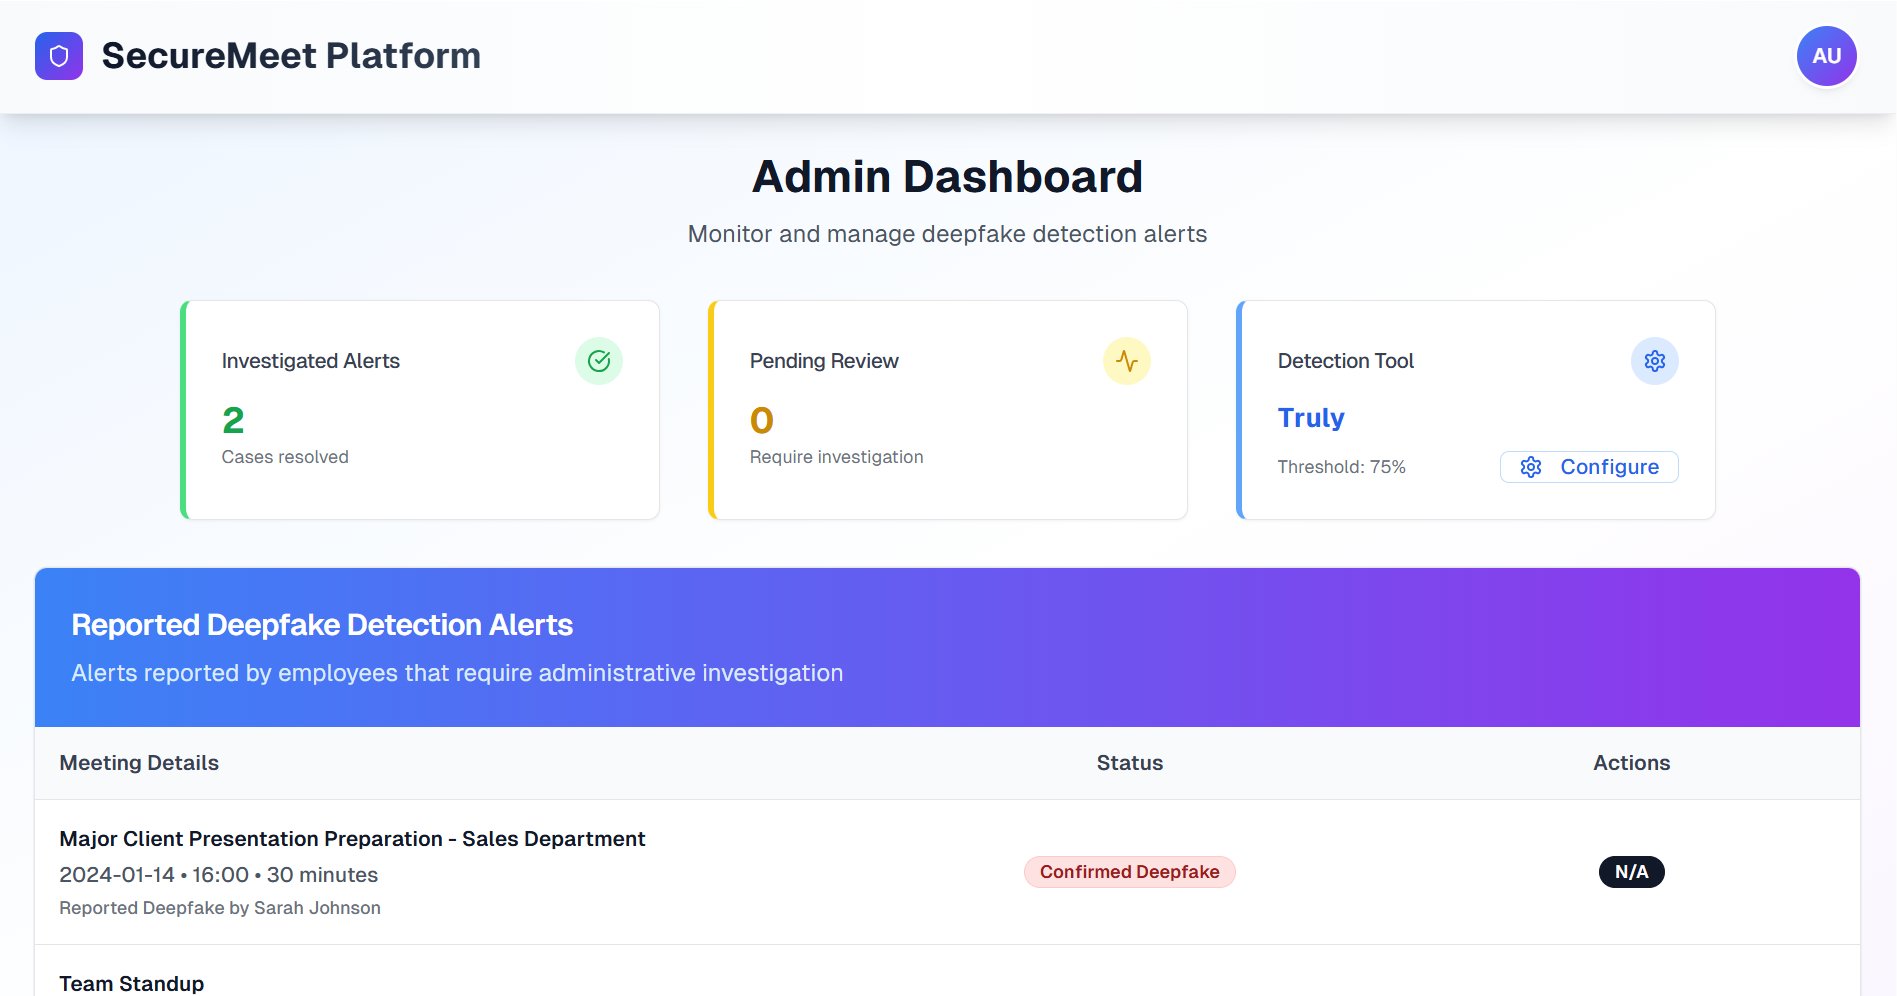 SecureMeet Platform
AU
Admin Dashboard
Monitor and manage deepfake detection alerts
Investigated Alerts
2
Cases resolved
Pending Review
0
Require investigation
Detection Tool
Truly
Threshold: 75%
Configure
Reported Deepfake Detection Alerts
Alerts reported by employees that require administrative investigation
Meeting Details
Status
Actions
Major Client Presentation Preparation - Sales Department
2024-01-14 • 16:00 • 30 minutes
Reported Deepfake by Sarah Johnson
Confirmed Deepfake
N/A
Team Standup